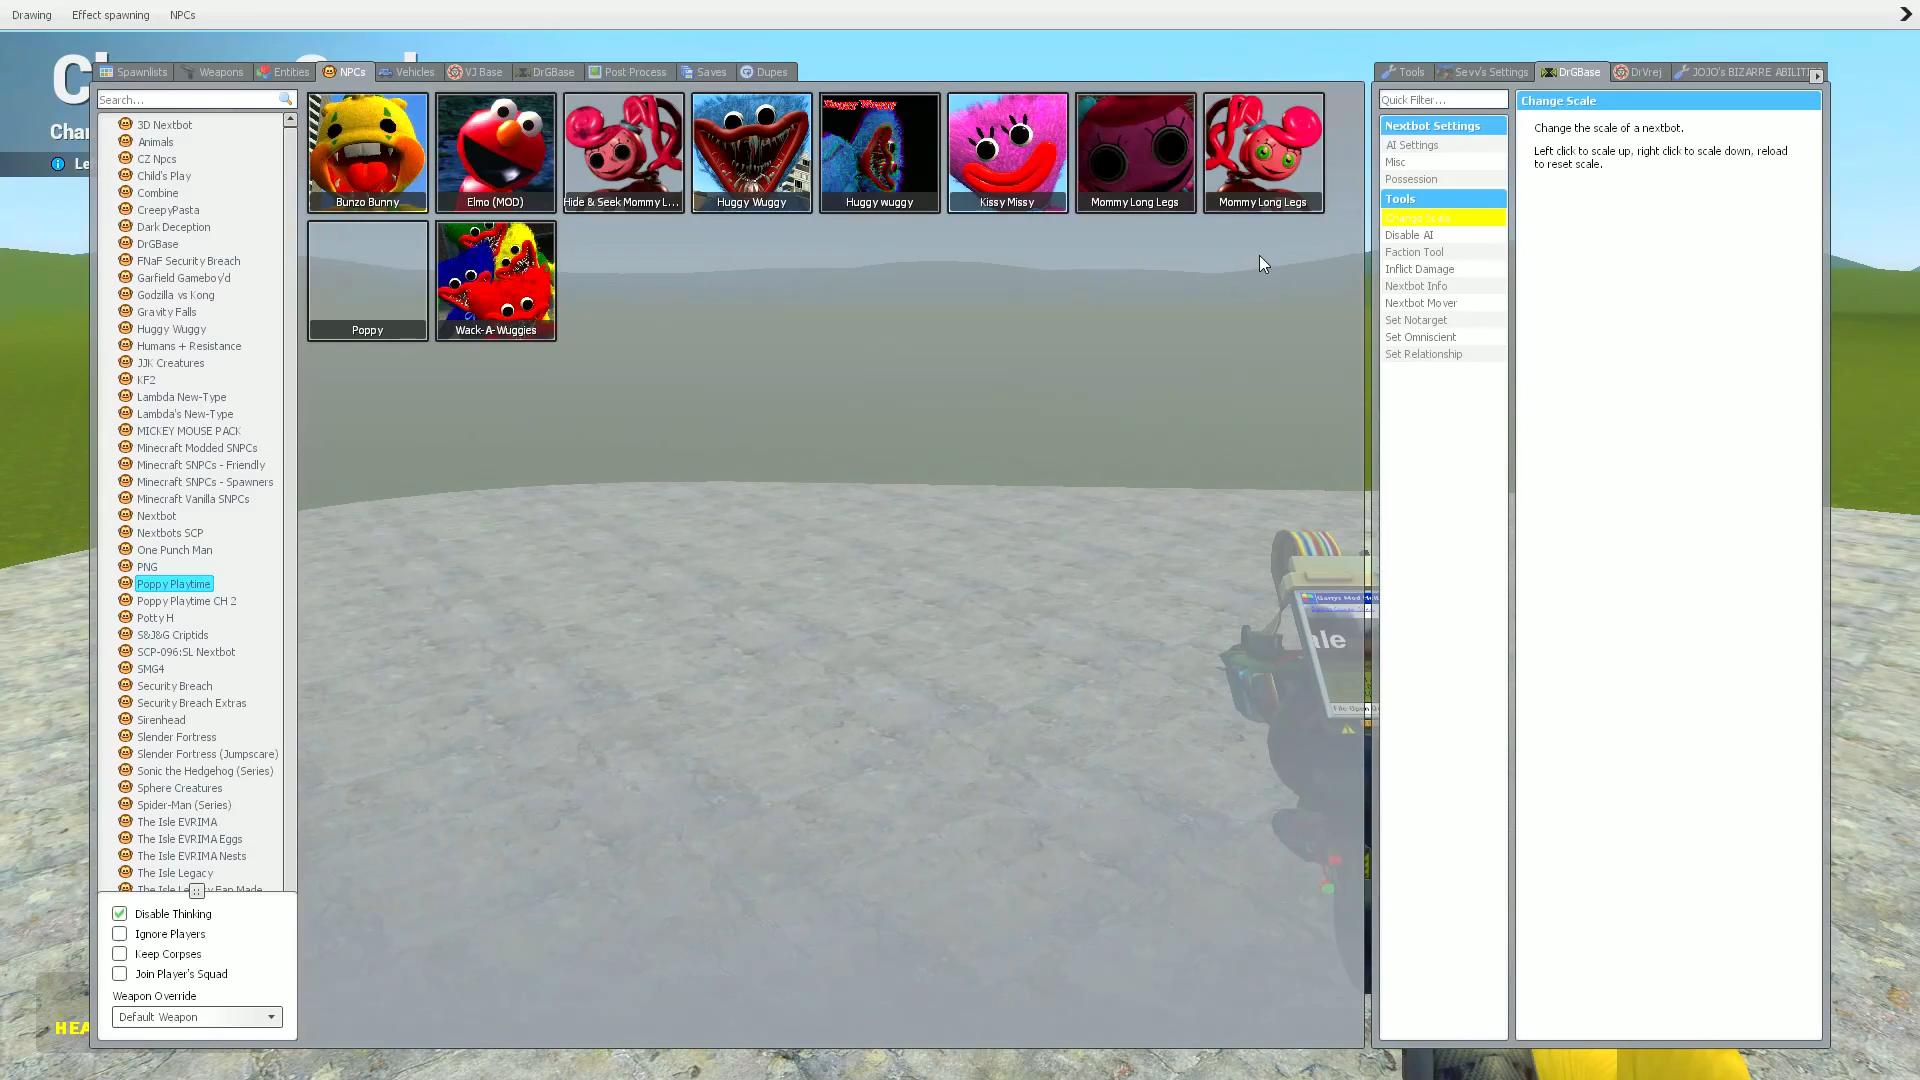 Drawing Effect spawning NPCs
Spawnlists Weapons Entities NPCs Vehicles VJ Base DrGBase Post Process Saves Dupes
Search...
3D Nextbot
Animals
CZ Npcs
Child's Play
Combine
CreepyPasta
Dark Deception
DrGBase
FNaF Security Breach
Garfield Gameboy'd
Godzilla vs Kong
Gravity Falls
Huggy Wuggy
Humans + Resistance
JJK Creatures
KF2
Lambda New-Type
Lambda's New-Type
MICKEY MOUSE PACK
Minecraft Modded SNPCs
Minecraft SNPCs - Friendly
Minecraft SNPCs - Spawners
Minecraft Vanilla SNPCs
Nextbot
Nextbots SCP
One Punch Man
PNG
Poppy Playtime
Poppy Playtime CH 2
Potty H
S&J&G Criptids
SCP-096:SL Nextbot
SMG4
Security Breach
Security Breach Extras
Sirenhead
Slender Fortress
Slender Fortress (Jumpscare)
Sonic the Hedgehog (Series)
Sphere Creatures
Spider-Man (Series)
The Isle EVRIMA
The Isle EVRIMA Eggs
The Isle EVRIMA Nests
The Isle Legacy
Disable Thinking
Ignore Players
Keep Corpses
Join Player's Squad
Weapon Override
Default Weapon
Huggy Wuggy
Bunzo Bunny
Elmo (MOD)
Hide & Seek Mommy L...
Huggy Wuggy
Huggy wuggy
Kissy Missy
Mommy Long Legs
Mommy Long Legs
Poppy
Wack-A-Wuggies
Tools Sevv's Settings DrGBase DrVrej JOJO's BIZARRE ABILITI
Quick Filter...
Nextbot Settings
AI Settings
Misc
Possession
Tools
Change Scale
Disable AI
Faction Tool
Inflict Damage
Nextbot Info
Nextbot Mover
Set Notarget
Set Omniscient
Set Relationship
Change Scale
Change the scale of a nextbot.
Left click to scale up, right click to scale down, reload
to reset scale.
Cha
Le
HEA
ale